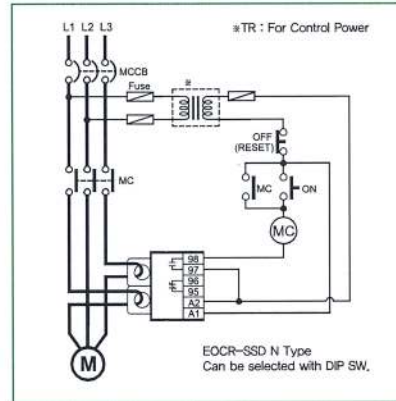 L1 L2 L3
※TR : For Control Power
MCCB
Fuse
※
OFF
(RESET)
MC
MC
ON
MC
98
97
96
95
A2
A1
M
EOCR-SSD N Type
Can be selected with DIP SW.